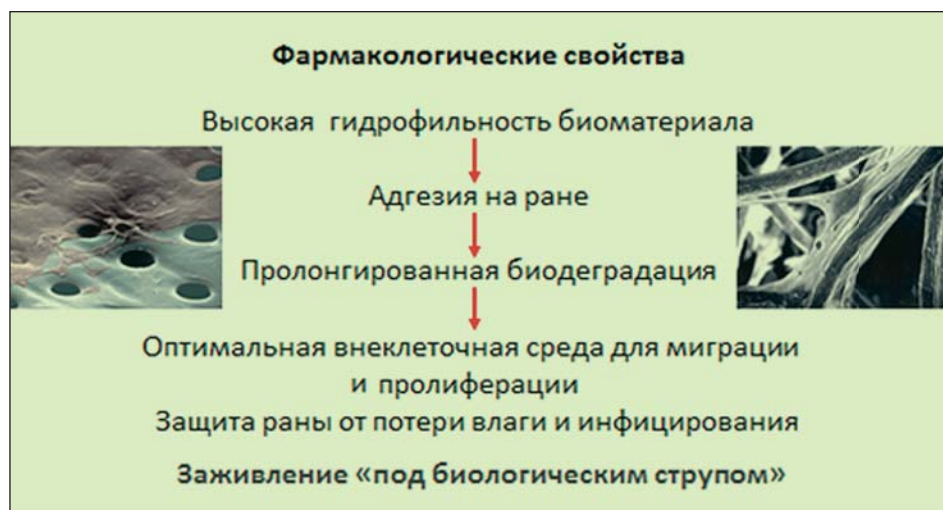 Фармакологические свойства
Высокая гидрофильность биоматериала
Адгезия на ране
Пролонгированная биодеградация
Оптимальная внеклеточная среда для миграции
и пролиферации
Защита раны от потери влаги и инфицирования
Заживление «под биологическим струпом»